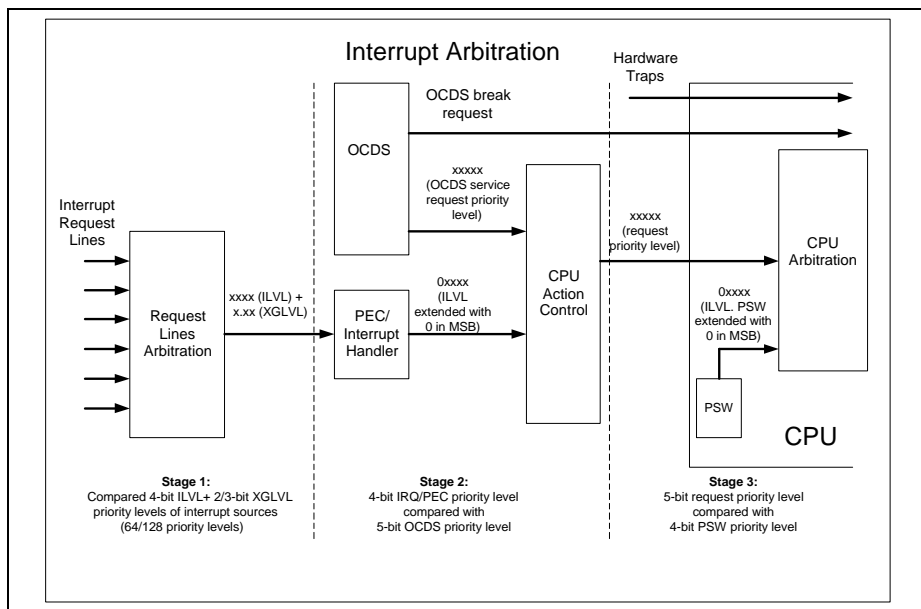 Interrupt Arbitration
Hardware
Traps
OCDS break
request
OCDS
xxxxx
(OCDS service
request priority
level)
Interrupt
Request
Lines
xxxxx
(request
priority level)
CPU
Arbitration
CPU
Action
Control
xxxx (ILVL) +
x.xx (XGLVL)
Request
Lines
Arbitration
PEC/
Interrupt
Handler
0xxxx
(ILVL
extended with
0 in MSB)
0xxxx
(ILVL. PSW
extended with
0 in MSB)
PSW
CPU
Stage 1:
Compared 4-bit ILVL+ 2/3-bit XGLVL
priority levels of interrupt sources
(64/128 priority levels)
Stage 2:
4-bit IRQ/PEC priority level
compared with
5-bit OCDS priority level
Stage 3:
5-bit request priority level
compared with
4-bit PSW priority level